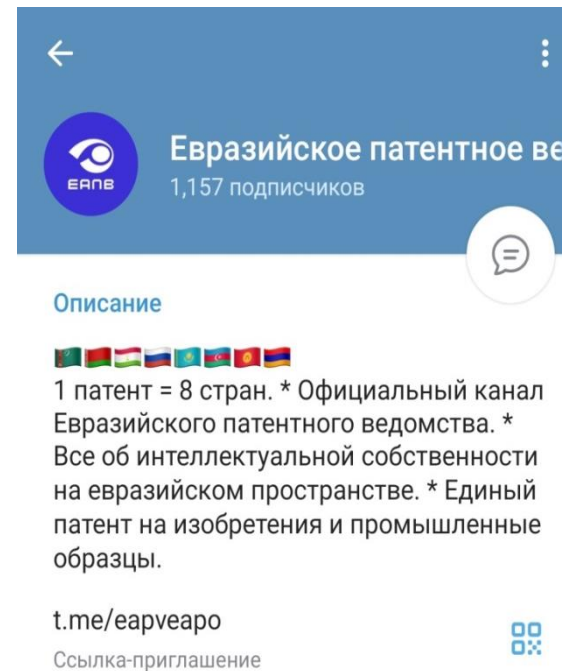 Евразийское патентное ве
ЕАПВ
1,157 подписчиков
Описание
1 патент = 8 стран. * Официальный канал
Евразийского патентного ведомства. *
Все об интеллектуальной собственности
на евразийском пространстве. * Единый
патент на изобретения и промышленные
образцы.
t.me/eapveapo
Ссылка-приглашение